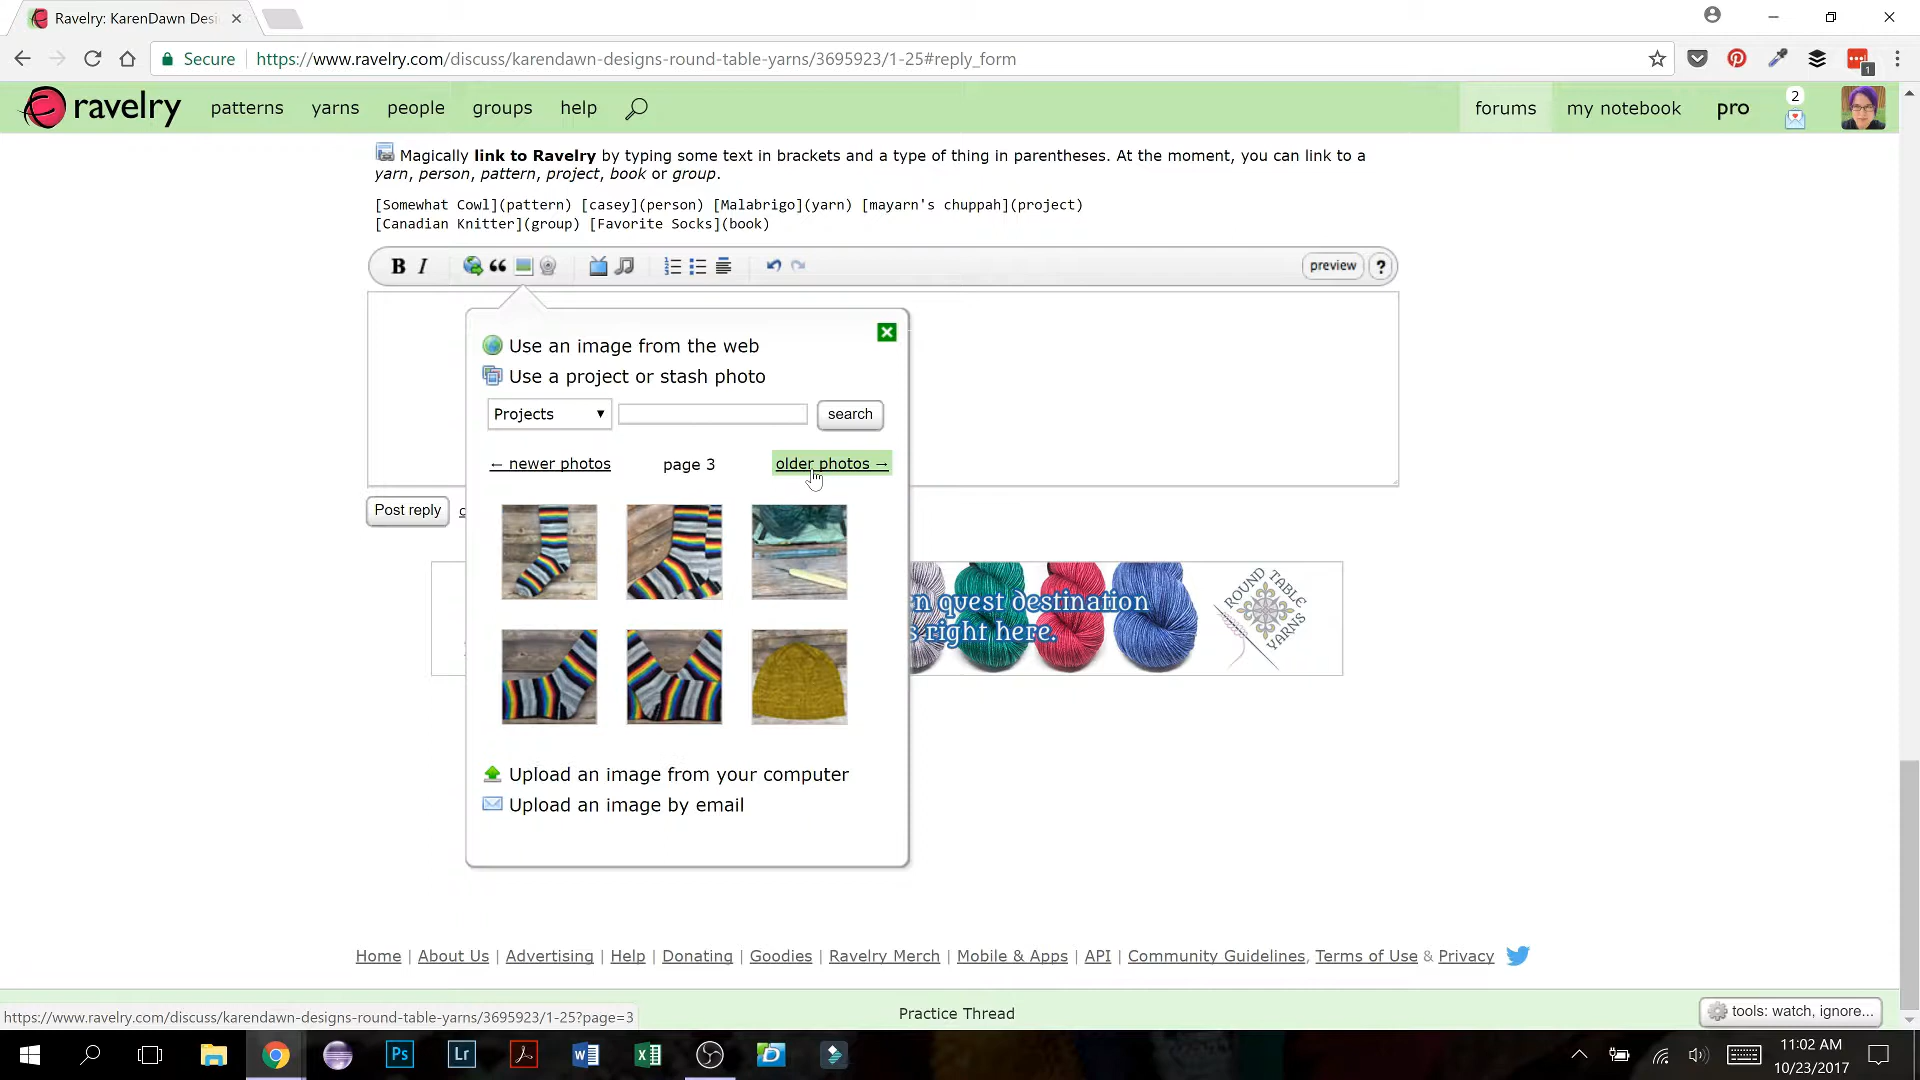 Ravelry: KarenDawn Desi
Secure
https://www.ravelry.com/discuss/karendawn-designs-round-table-yarns/3695923/1-25#reply_form
1
ravelry
patterns
yarns
people
groups
help
forums
my notebook
pro
2
Magically link to Ravelry by typing some text in brackets and a type of thing in parentheses. At the moment, you can link to a
yarn, person, pattern, project, book or group.
[Somewhat Cowl](pattern) [casey](person) [Malabrigo](yarn) [mayarn's chuppah](project)
[Canadian Knitter](group) [Favorite Socks](book)
B I
preview
?
Use an image from the web
Use a project or stash photo
Projects
search
← newer photos
page 3
older photos →
Post reply
Upload an image from your computer
Upload an image by email
n quest destination
s right here.
ROUND TABLE
YARNS
Home | About Us | Advertising | Help | Donating | Goodies | Ravelry Merch | Mobile & Apps | API | Community Guidelines, Terms of Use & Privacy
https://www.ravelry.com/discuss/karendawn-designs-round-table-yarns/3695923/1-25?page=3
Practice Thread
tools: watch, ignore...
Ps
Lr
11:02 AM
10/23/2017